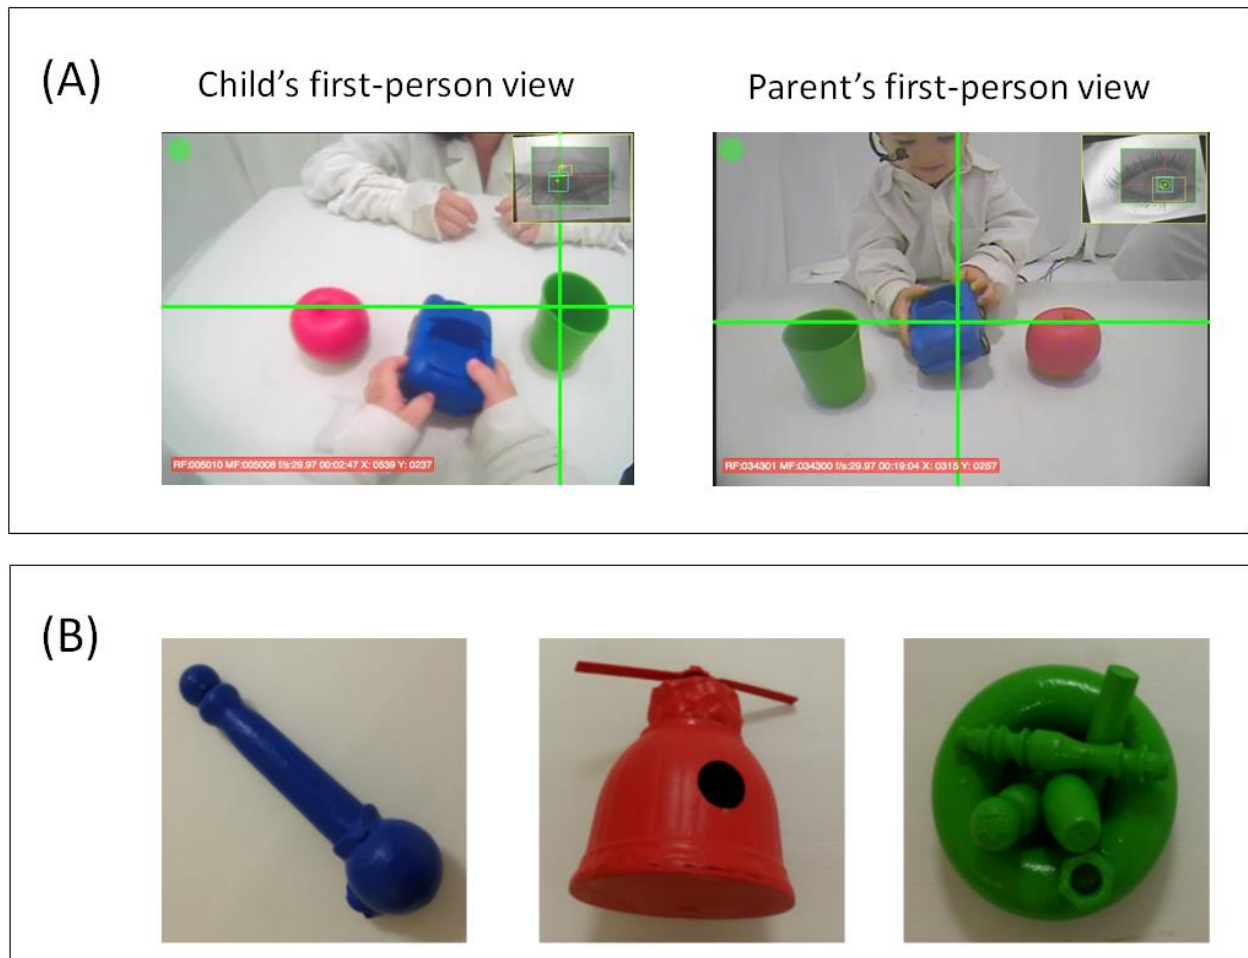 (A)
Child's first-person view
Parent's first-person view
RF:005010 MF:005008 f/s:29.97 00:02:47 X: 0539 Y: 0237
RF:034301 MF:034300 f/s:29.97 00:19:04 X: 0315 Y: 0257
(B)